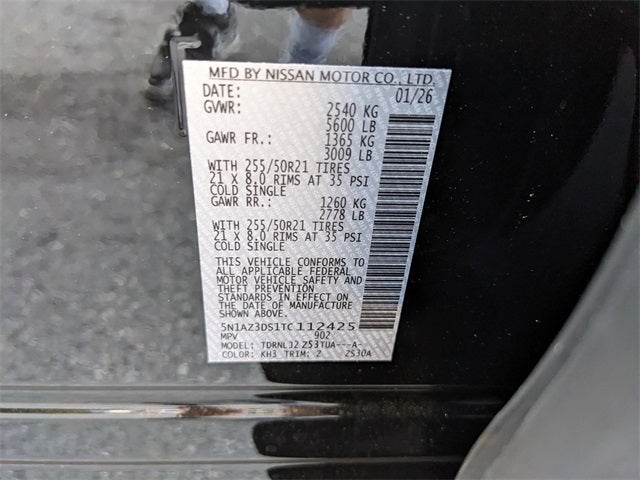 MFD BY NISSAN MOTOR CO., LTD.
DATE: 01/26
GVWR: 2540 KG
5600 LB
GAWR FR.: 1365 KG
3009 LB
WITH 255/50R21 TIRES
21 X 8.0 RIMS AT 35 PSI
COLD SINGLE
GAWR RR.: 1260 KG
2778 LB
WITH 255/50R21 TIRES
21 X 8.0 RIMS AT 35 PSI
COLD SINGLE
THIS VEHICLE CONFORMS TO
ALL APPLICABLE FEDERAL
MOTOR VEHICLE SAFETY AND
THEFT PREVENTION
STANDARDS IN EFFECT ON
THE DATE OF MANUFACTURE
SHOWN ABOVE.
5N1AZ3DS1TC 112425
MPV 902
MODEL: TDRNLJ2 Z53TUA---A-
COLOR: KH3 TRIM: Z Z530A